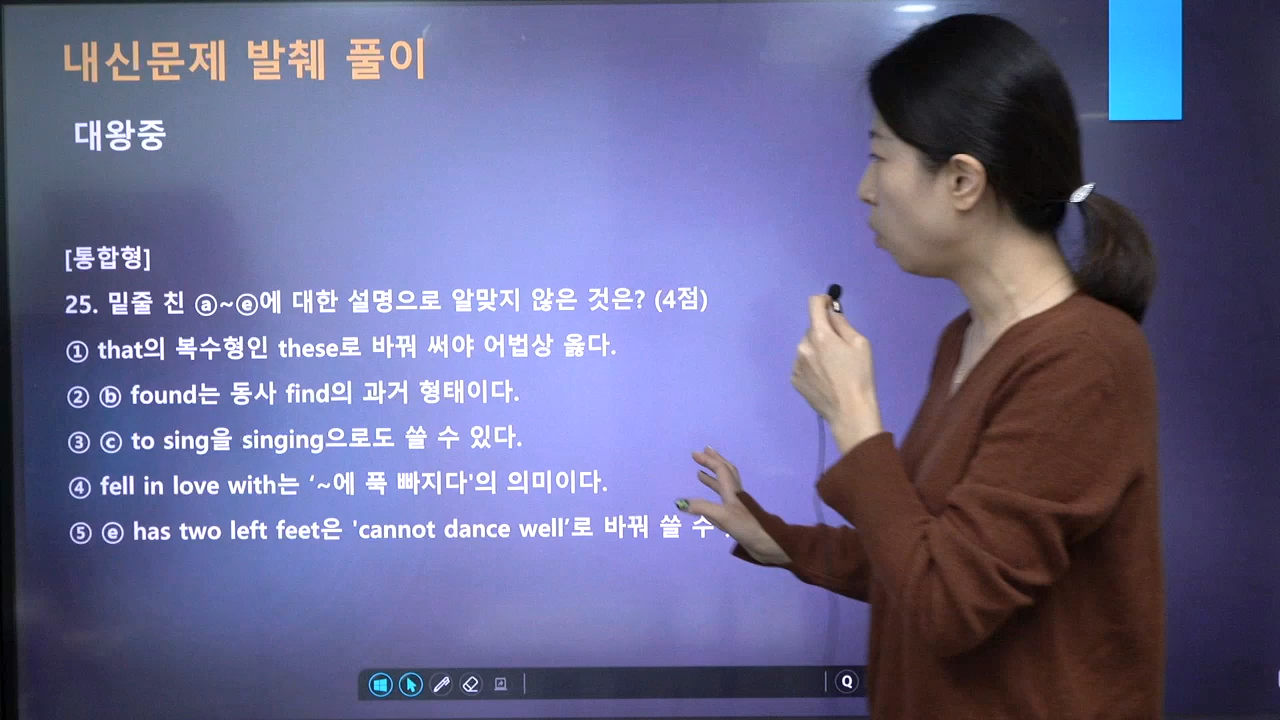 내신문제 발췌 풀이
대왕중
[통합형]
25. 밑줄 친 ⓐ~ⓔ에 대한 설명으로 알맞지 않은 것은? (4점)
① that의 복수형인 these로 바꿔 써야 어법상 옳다.
② ⓑ found는 동사 find의 과거 형태이다.
③ ⓒ to sing을 singing으로도 쓸 수 있다.
④ fell in love with는 ‘~에 푹 빠지다'의 의미이다.
⑤ ⓔ has two left feet은 'cannot dance well’로 바꿔 쓸 수